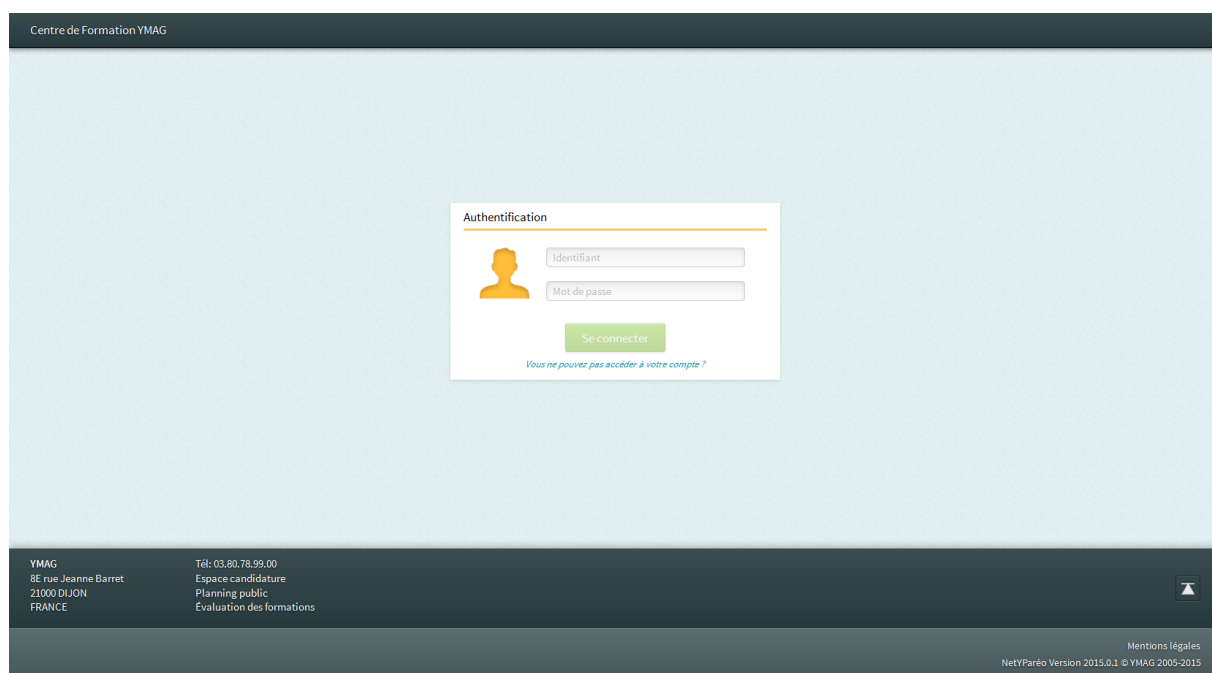 Centre de Formation YMAG
Authentification
Identifiant
Mot de passe
Se connecter
Vous ne pouvez pas accéder à votre compte ?
YMAG
8E rue Jeanne Barret
21000 DIJON
FRANCE
Tél: 03.80.78.99.00
Espace candidature
Planning public
Évaluation des formations
Mentions légales
NetYParéo Version 2015.0.1 © YMAG 2005-2015